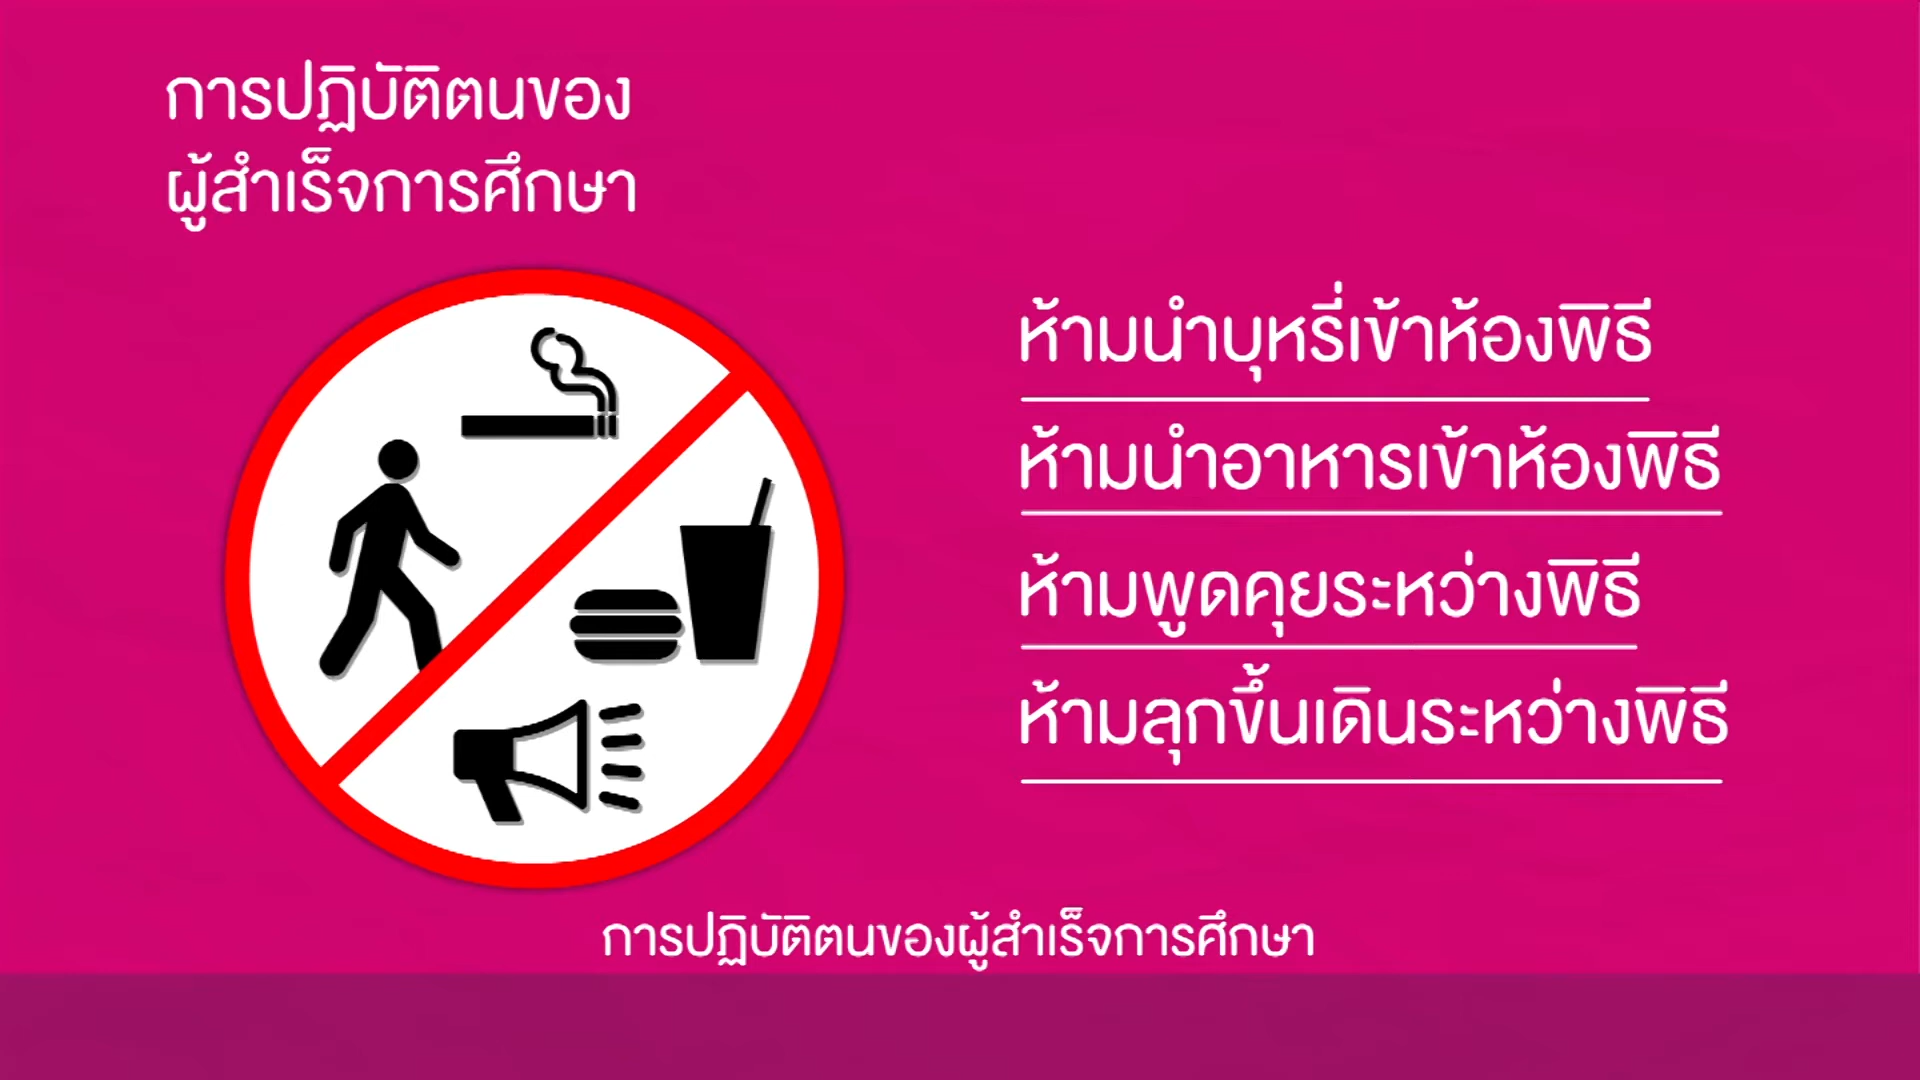 การปฏิบัติตนของ
ผู้สำเร็จการศึกษา
ห้ามนำบุหรี่เข้าห้องพิธี
ห้ามนำอาหารเข้าห้องพิธี
ห้ามพูดคุยระหว่างพิธี
ห้ามลุกขึ้นเดินระหว่างพิธี
การปฏิบัติตนของผู้สำเร็จการศึกษา